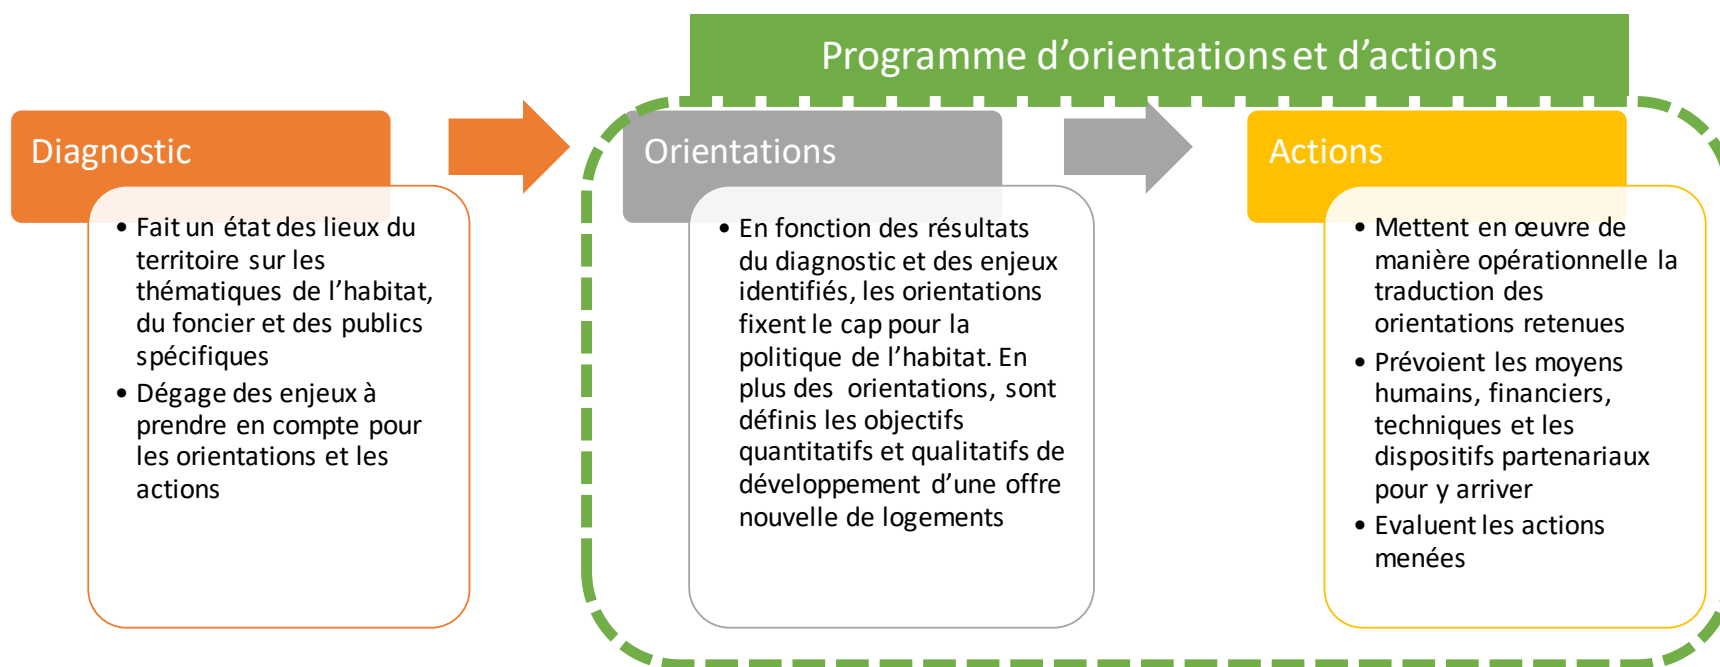 Programme d’orientations et d’actions
Diagnostic
• Fait un état des lieux du
territoire sur les
thématiques de l’habitat,
du foncier et des publics
spécifiques
• Dégage des enjeux à
prendre en compte pour
les orientations et les
actions
Orientations
• En fonction des résultats
du diagnostic et des enjeux
identifiés, les orientations
fixent le cap pour la
politique de l’habitat. En
plus des orientations, sont
définis les objectifs
quantitatifs et qualitatifs de
développement d’une offre
nouvelle de logements
Actions
• Mettent en œuvre de
manière opérationnelle la
traduction des
orientations retenues
• Prévoient les moyens
humains, financiers,
techniques et les
dispositifs partenariaux
pour y arriver
• Evaluent les actions
menées